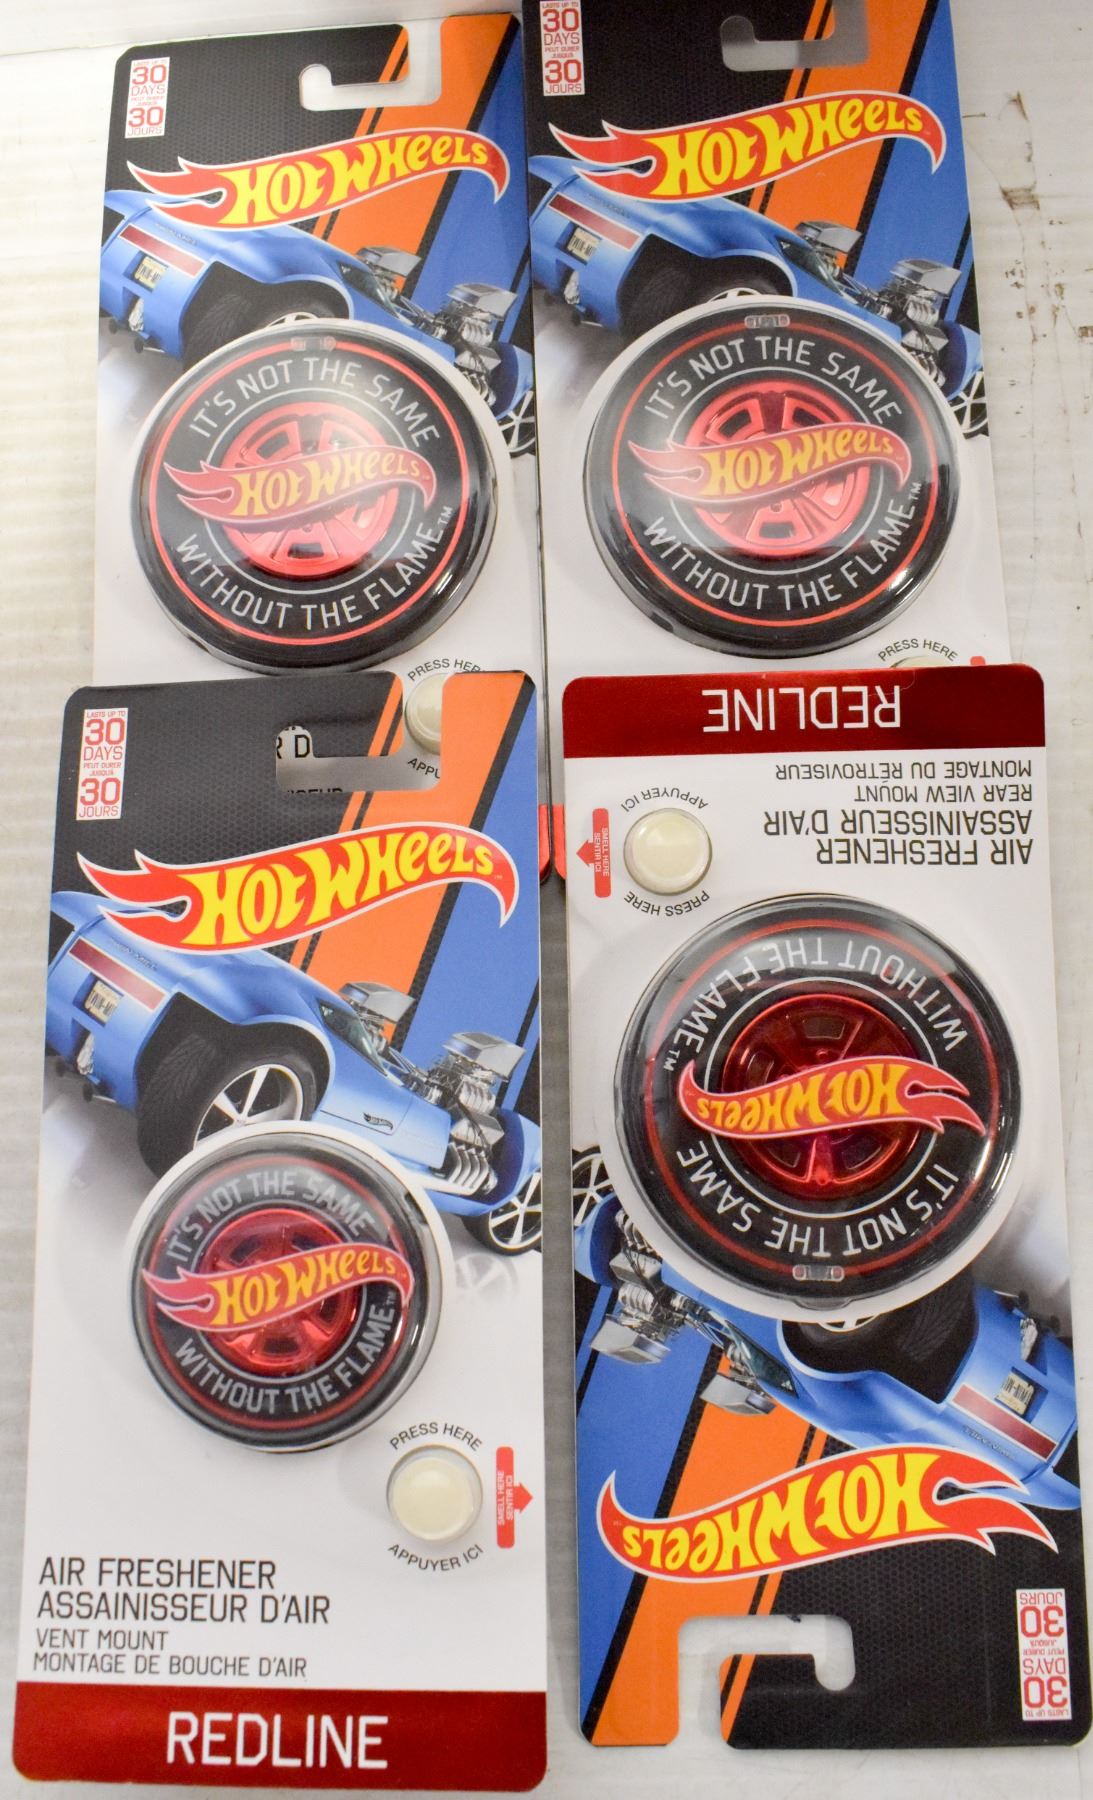 LASTS UP TO
30
DAYS
PEUT DURER
JUSQU'À
30
JOURS
HOT WHEELS
IT'S NOT THE SAME
HOT WHEELS
WITHOUT THE FLAME™
PRESS HER
APPU
LASTS UP TO
30
DAYS
PEUT DURER
JUSQU'À
30
JOURS
HOT WHEELS
IT'S NOT THE SAME
HOT WHEELS
WITHOUT THE FLAME™
PRESS HERE
LASTS UP TO
30
DAYS
PEUT DURER
JUSQU'À
30
JOURS
HOT WHEELS™
IT'S NOT THE SAME
HOT WHEELS
WITHOUT THE FLAME™
PRESS HERE
APPUYER ICI
SMELL HERE
SENTIR ICI
AIR FRESHENER
ASSAINISSEUR D'AIR
VENT MOUNT
MONTAGE DE BOUCHE D'AIR
REDLINE
LASTS UP TO
30
DAYS
PEUT DURER
JUSQU'À
30
JOURS
HOT WHEELS™
IT'S NOT THE SAME
HOT WHEELS
WITHOUT THE FLAME™
PRESS HERE
APPUYER ICI
SMELL HERE
SENTIR ICI
AIR FRESHENER
ASSAINISSEUR D'AIR
REAR VIEW MOUNT
MONTAGE DU RÉTROVISEUR
REDLINE